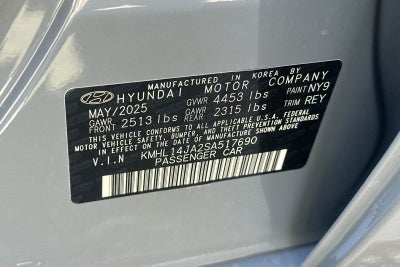 MANUFACTURED IN KOREA BY
HYUNDAI MOTOR COMPANY
MAY/2025 GVWR 4453 lbs PAINT NY9
GAWR FRONT 2513 lbs GAWR REAR 2315 lbs TRIM REY
THIS VEHICLE CONFORMS TO ALL APPLICABLE U.S.A. FEDERAL
MOTOR VEHICLE SAFETY, BUMPER, AND THEFT PREVENTION
STANDARDS IN EFFECT ON THE DATE OF MANUFACTURE
SHOWN ABOVE.
V.I.N KMHL14JA2SA517690
PASSENGER CAR